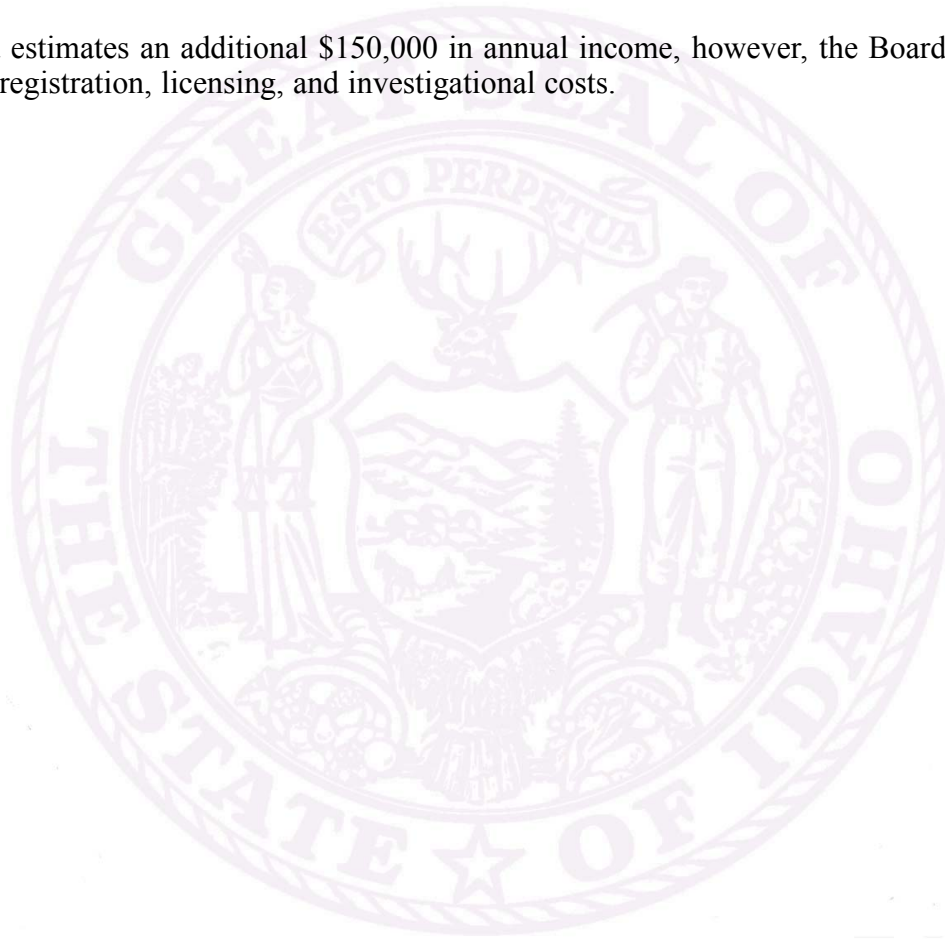 estimates an additional $150,000 in annual income, however, the Board
registration, licensing, and investigational costs.
GREAT SEAL OF
ESTO PERPETUA
THE STATE OF IDAHO